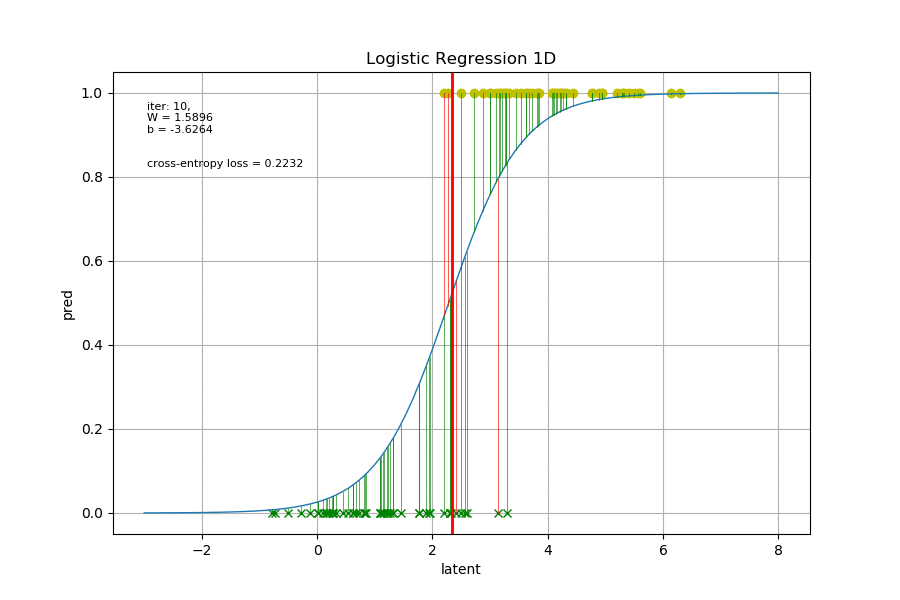 Logistic Regression 1D
iter: 10,
W = 1.5896
b = -3.6264
cross-entropy loss = 0.2232
pred
1.0
0.8
0.6
0.4
0.2
0.0
−2
0
2
4
6
8
latent